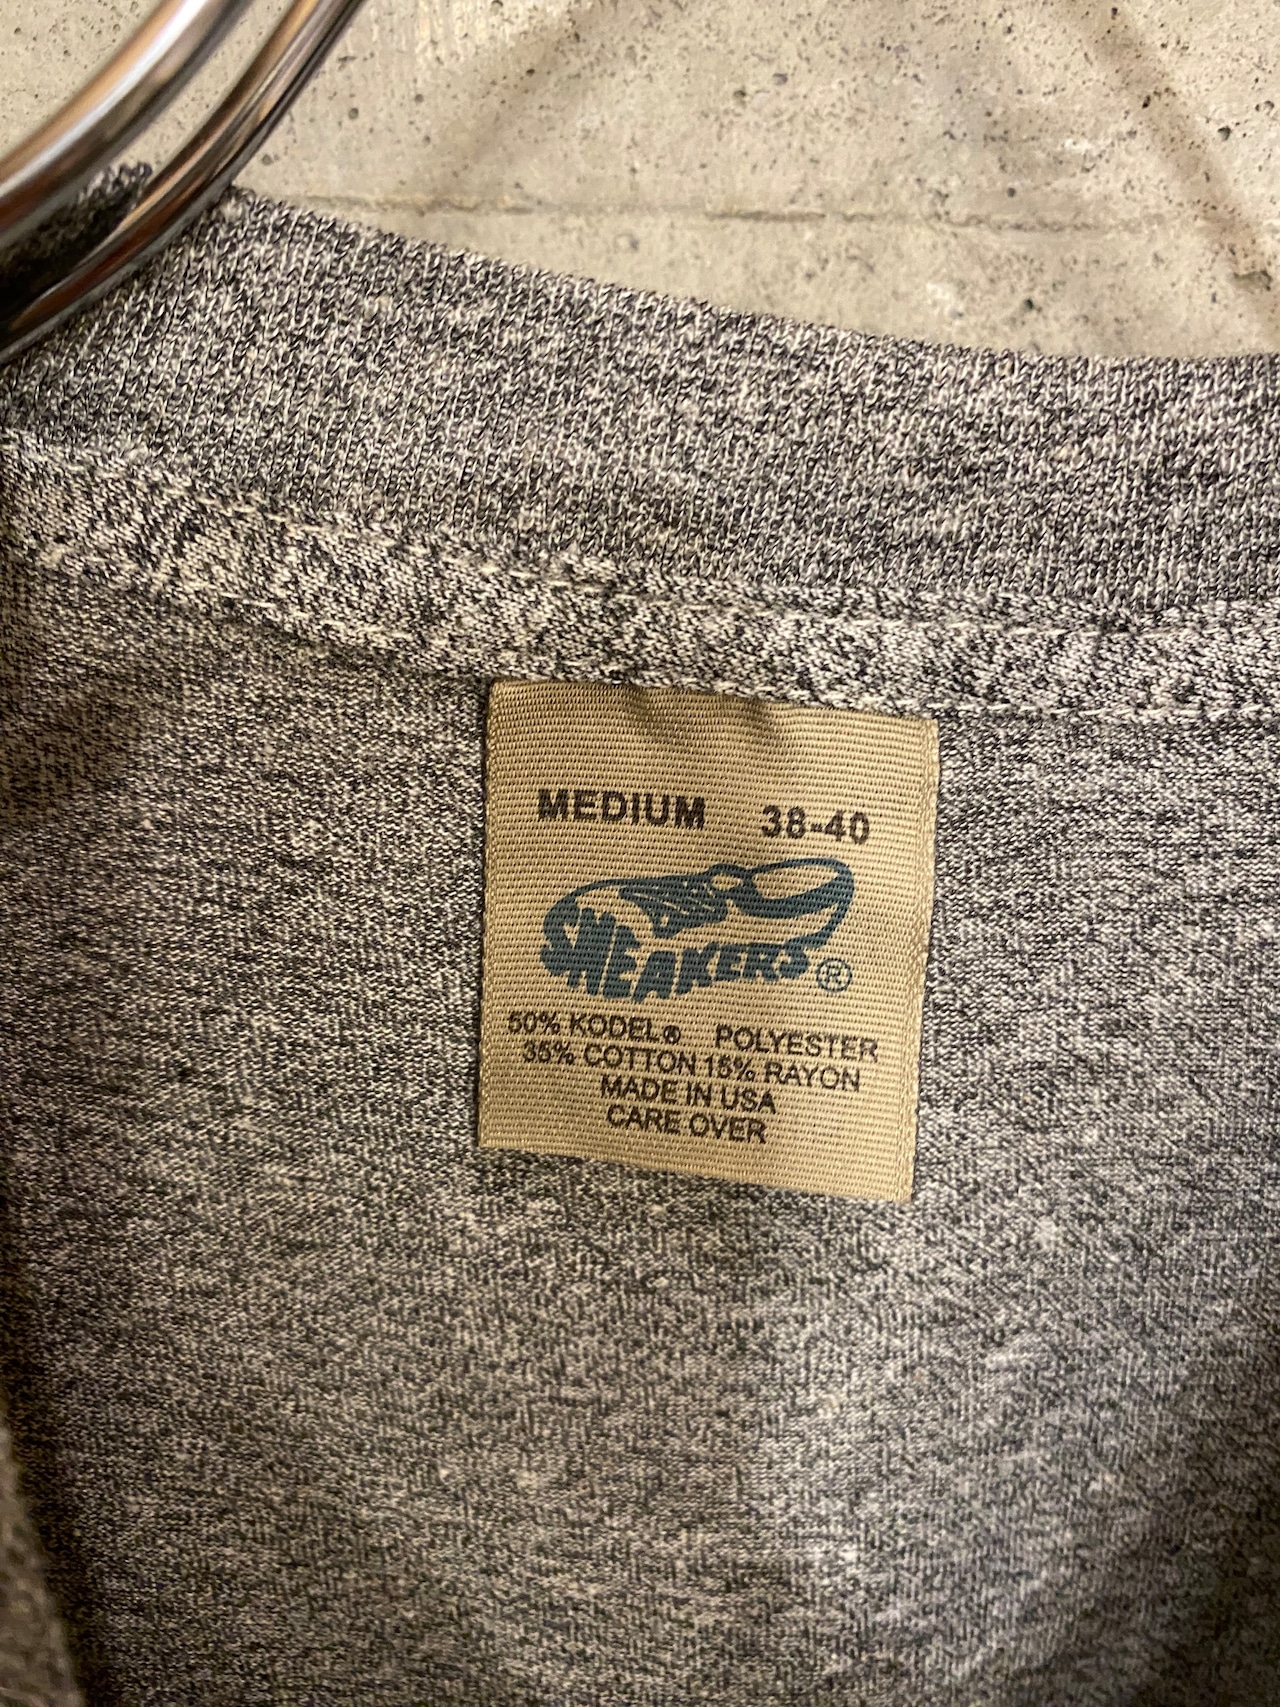 MEDIUM 38-40
SNEAKERS®
50% KODEL® POLYESTER
35% COTTON 15% RAYON
MADE IN USA
CARE OVER